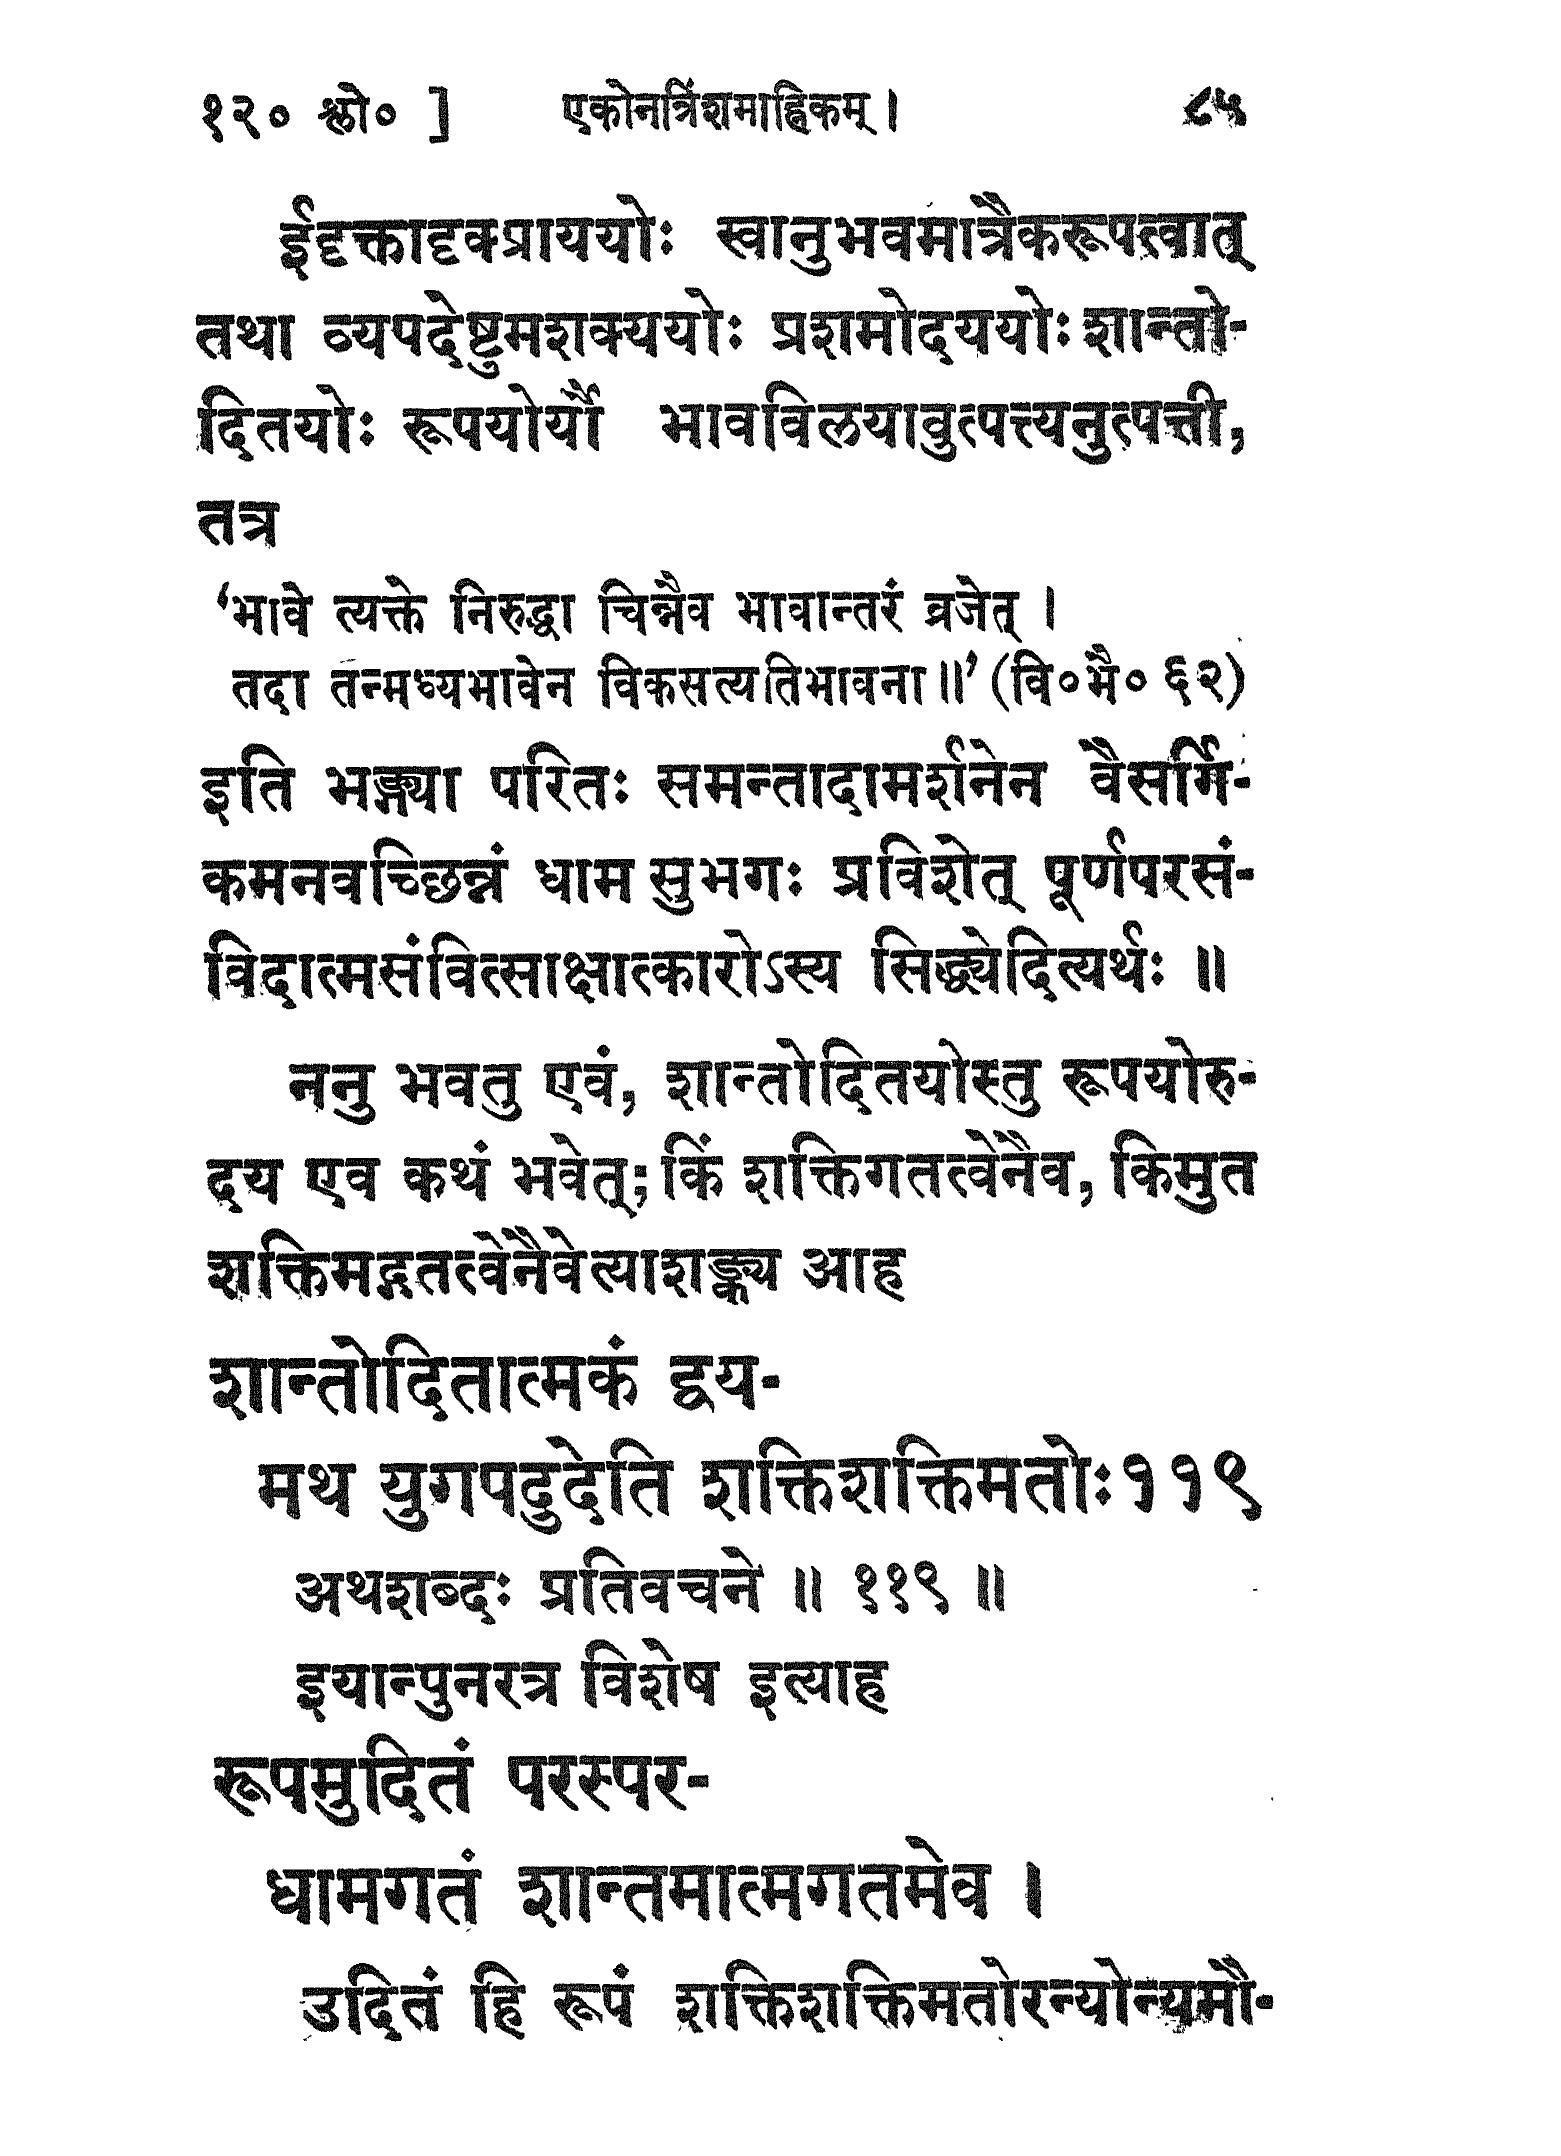 १२० श्लो० ] एकोनत्रिंशमाह्निकम् । ८५
ईदृक्तादृक्प्राययोः स्वानुभवमात्रैकरूपत्वात्
तथा व्यपदेष्टुमशक्ययोः प्रशमोदययोः शान्तो-
दितयोः रूपयोर्यौ भावविलयावुत्पत्त्यनुत्पत्ती,
तत्र
‘भावे त्यक्ते निरुद्धा चिन्नैव भावान्तरं व्रजेत् ।
तदा तन्मध्यभावेन विकसत्यतिभावना॥’ (वि०भै० ६२)
इति भङ्ग्या परितः समन्तादामर्शनेन वैसर्गि-
कमनवच्छिन्नं धाम सुभगः प्रविशेत् पूर्णपरसं-
विदात्मसंवित्साक्षात्कारोऽस्य सिद्ध्येदित्यर्थः ॥
ननु भवतु एवं, शान्तोदितयोस्तु रूपयोरु-
दय एव कथं भवेत्; किं शक्तिगतत्वेनैव, किमुत
शक्तिमद्गतत्वेनैवेत्याशङ्क्य आह
शान्तोदितात्मकं द्वय-
मथ युगपदुदेति शक्तिशक्तिमतोः११९
अथशब्दः प्रतिवचने ॥ ११९ ॥
इयान्पुनरत्र विशेष इत्याह
रूपमुदितं परस्पर-
धामगतं शान्तमात्मगतमेव ।
उदितं हि रूपं शक्तिशक्तिमतोरन्योन्यमौ-